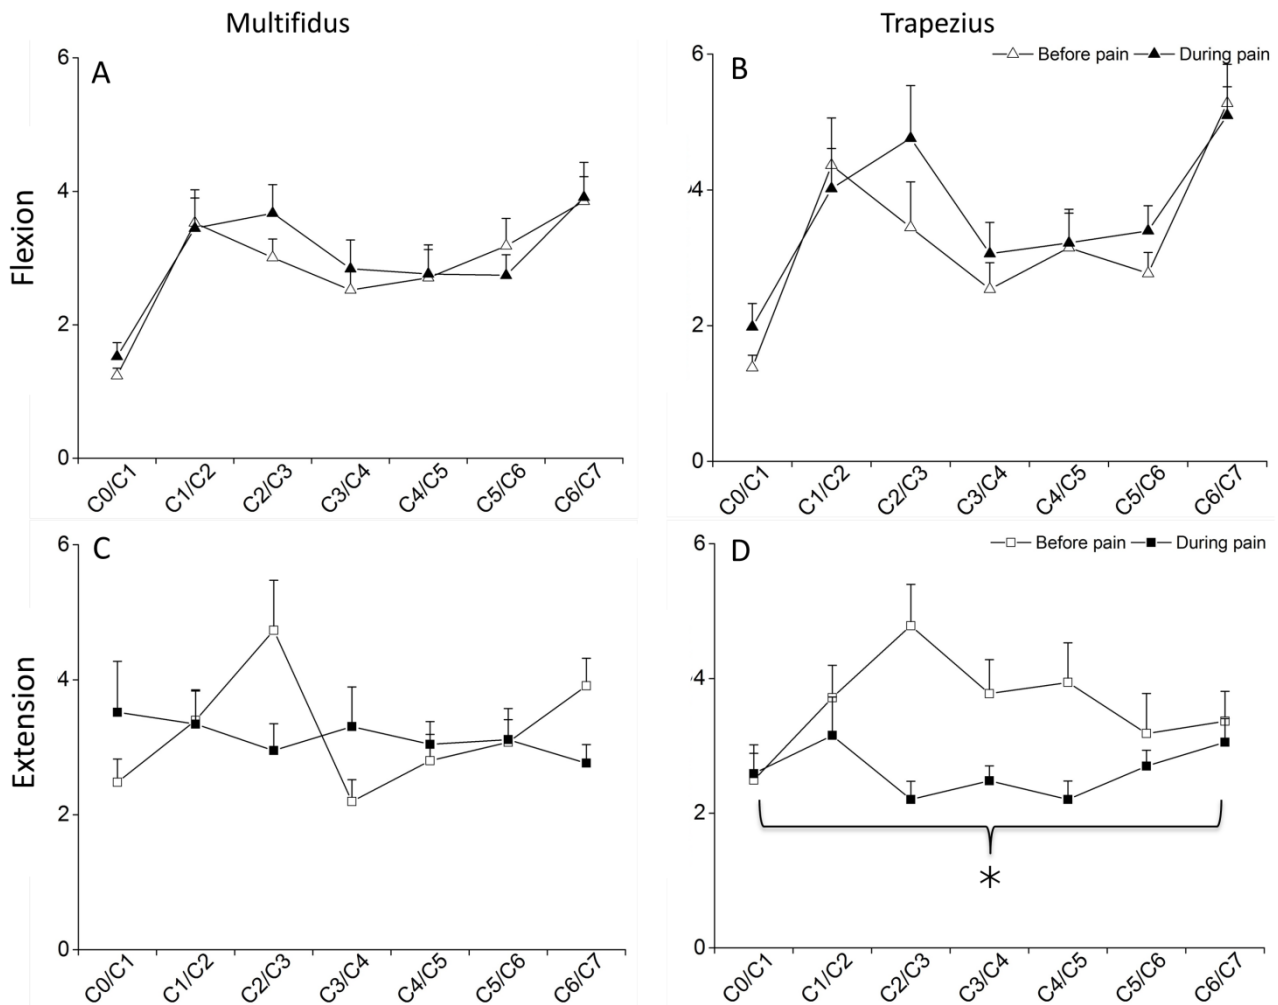 Multifidus
Trapezius
Flexion
A
6
4
2
0
C0/C1 C1/C2 C2/C3 C3/C4 C4/C5 C5/C6 C6/C7
B
Before pain During pain
6
4
2
0
C0/C1 C1/C2 C2/C3 C3/C4 C4/C5 C5/C6 C6/C7
Extension
C
6
4
2
0
C0/C1 C1/C2 C2/C3 C3/C4 C4/C5 C5/C6 C6/C7
D
Before pain During pain
6
4
2
0
*
C0/C1 C1/C2 C2/C3 C3/C4 C4/C5 C5/C6 C6/C7